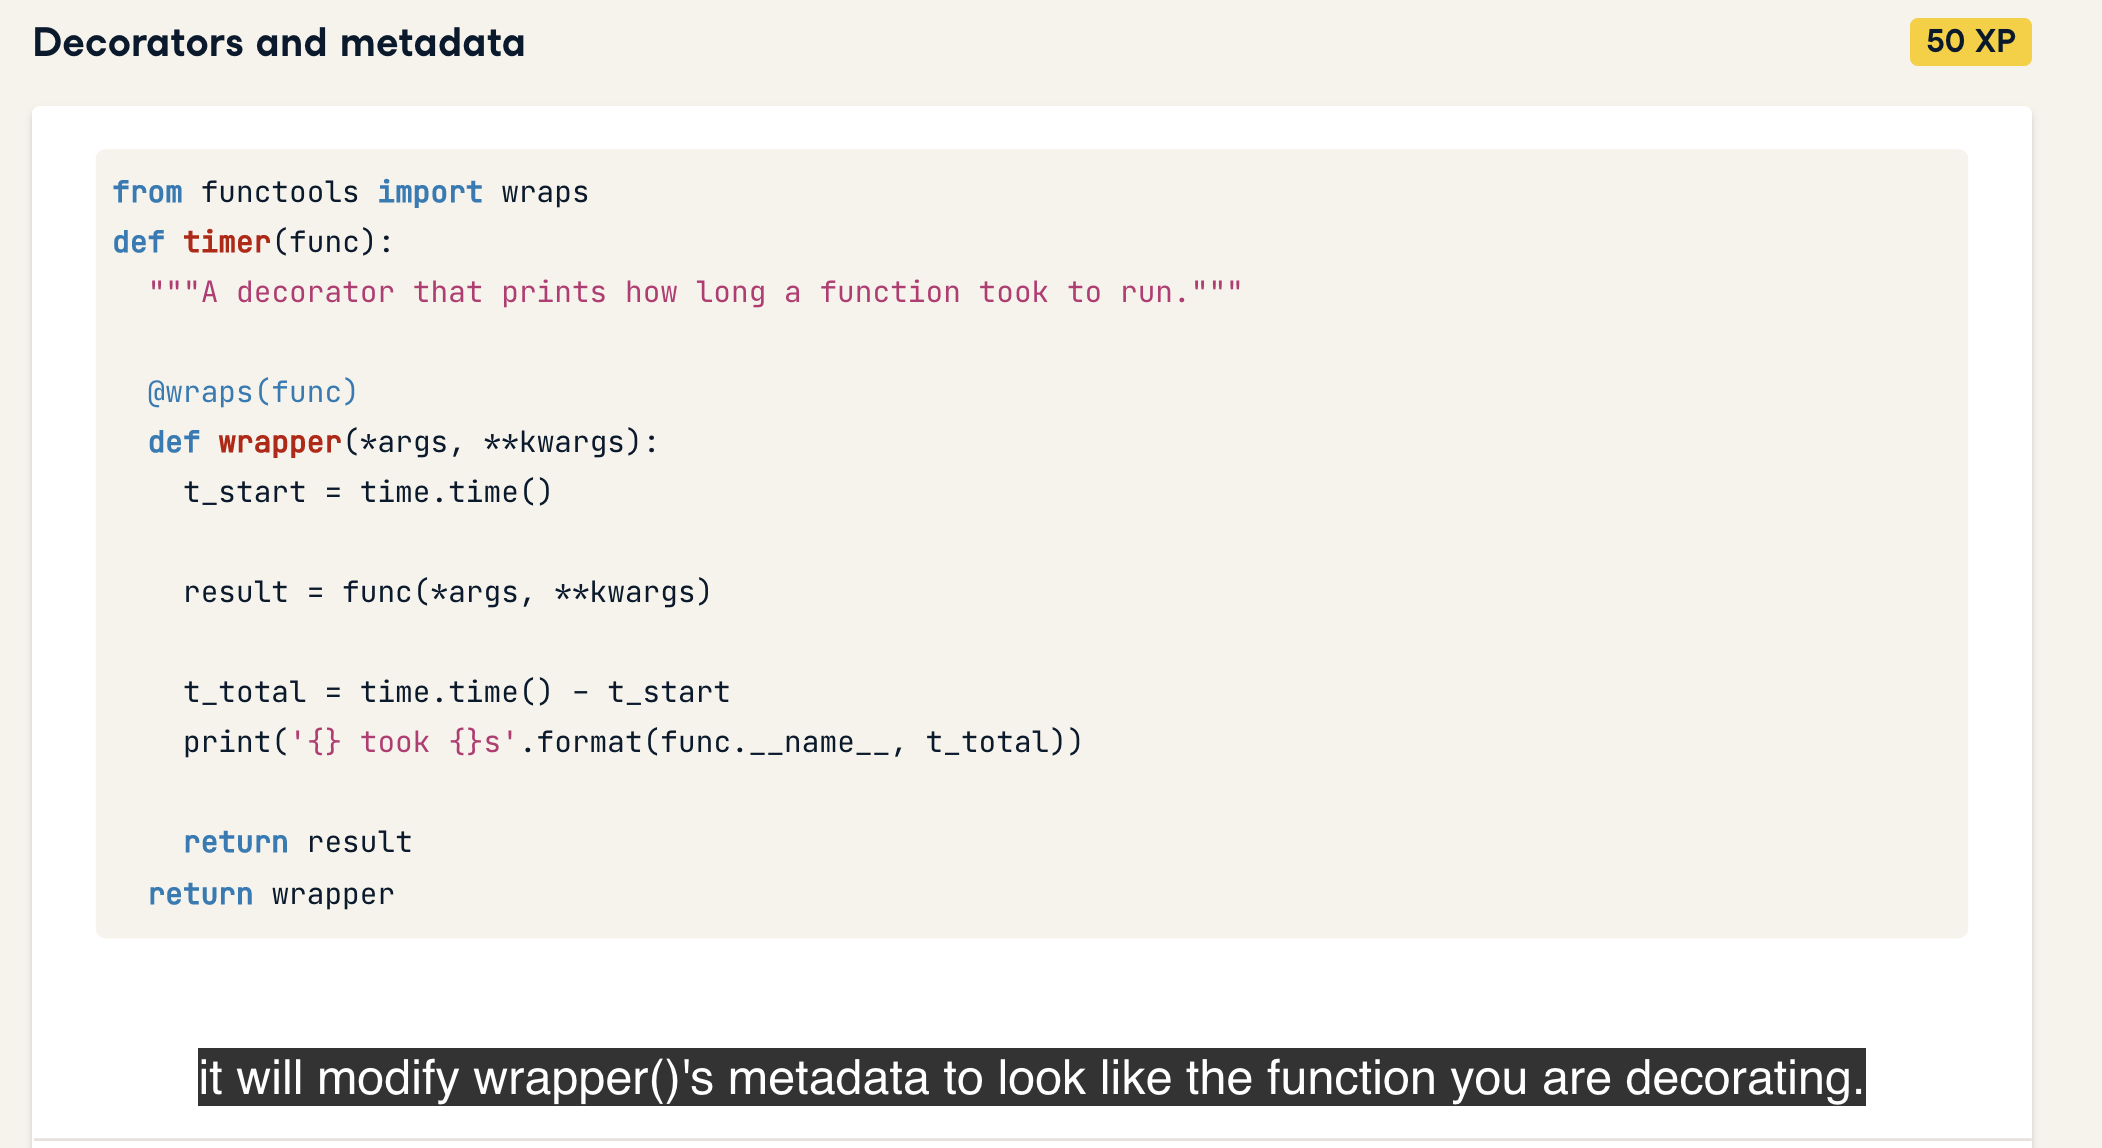 Decorators and metadata
50 XP
from functools import wraps
def timer(func):
  """A decorator that prints how long a function took to run."""
  @wraps(func)
  def wrapper(*args, **kwargs):
    t_start = time.time()
    result = func(*args, **kwargs)
    t_total = time.time() - t_start
    print('{} took {}s'.format(func.__name__, t_total))
    return result
  return wrapper
it will modify wrapper()'s metadata to look like the function you are decorating.